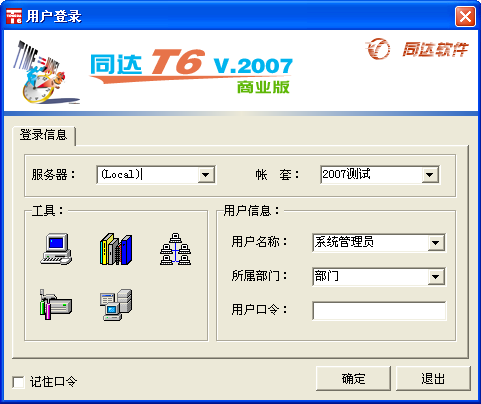 用户登录
同达 T6 V.2007
商业版
同达软件
登录信息
服务器： (Local) 帐 套： 2007测试
工具： 用户信息：
用户名称： 系统管理员
所属部门： 部门
用户口令：
记住口令 确定 退出